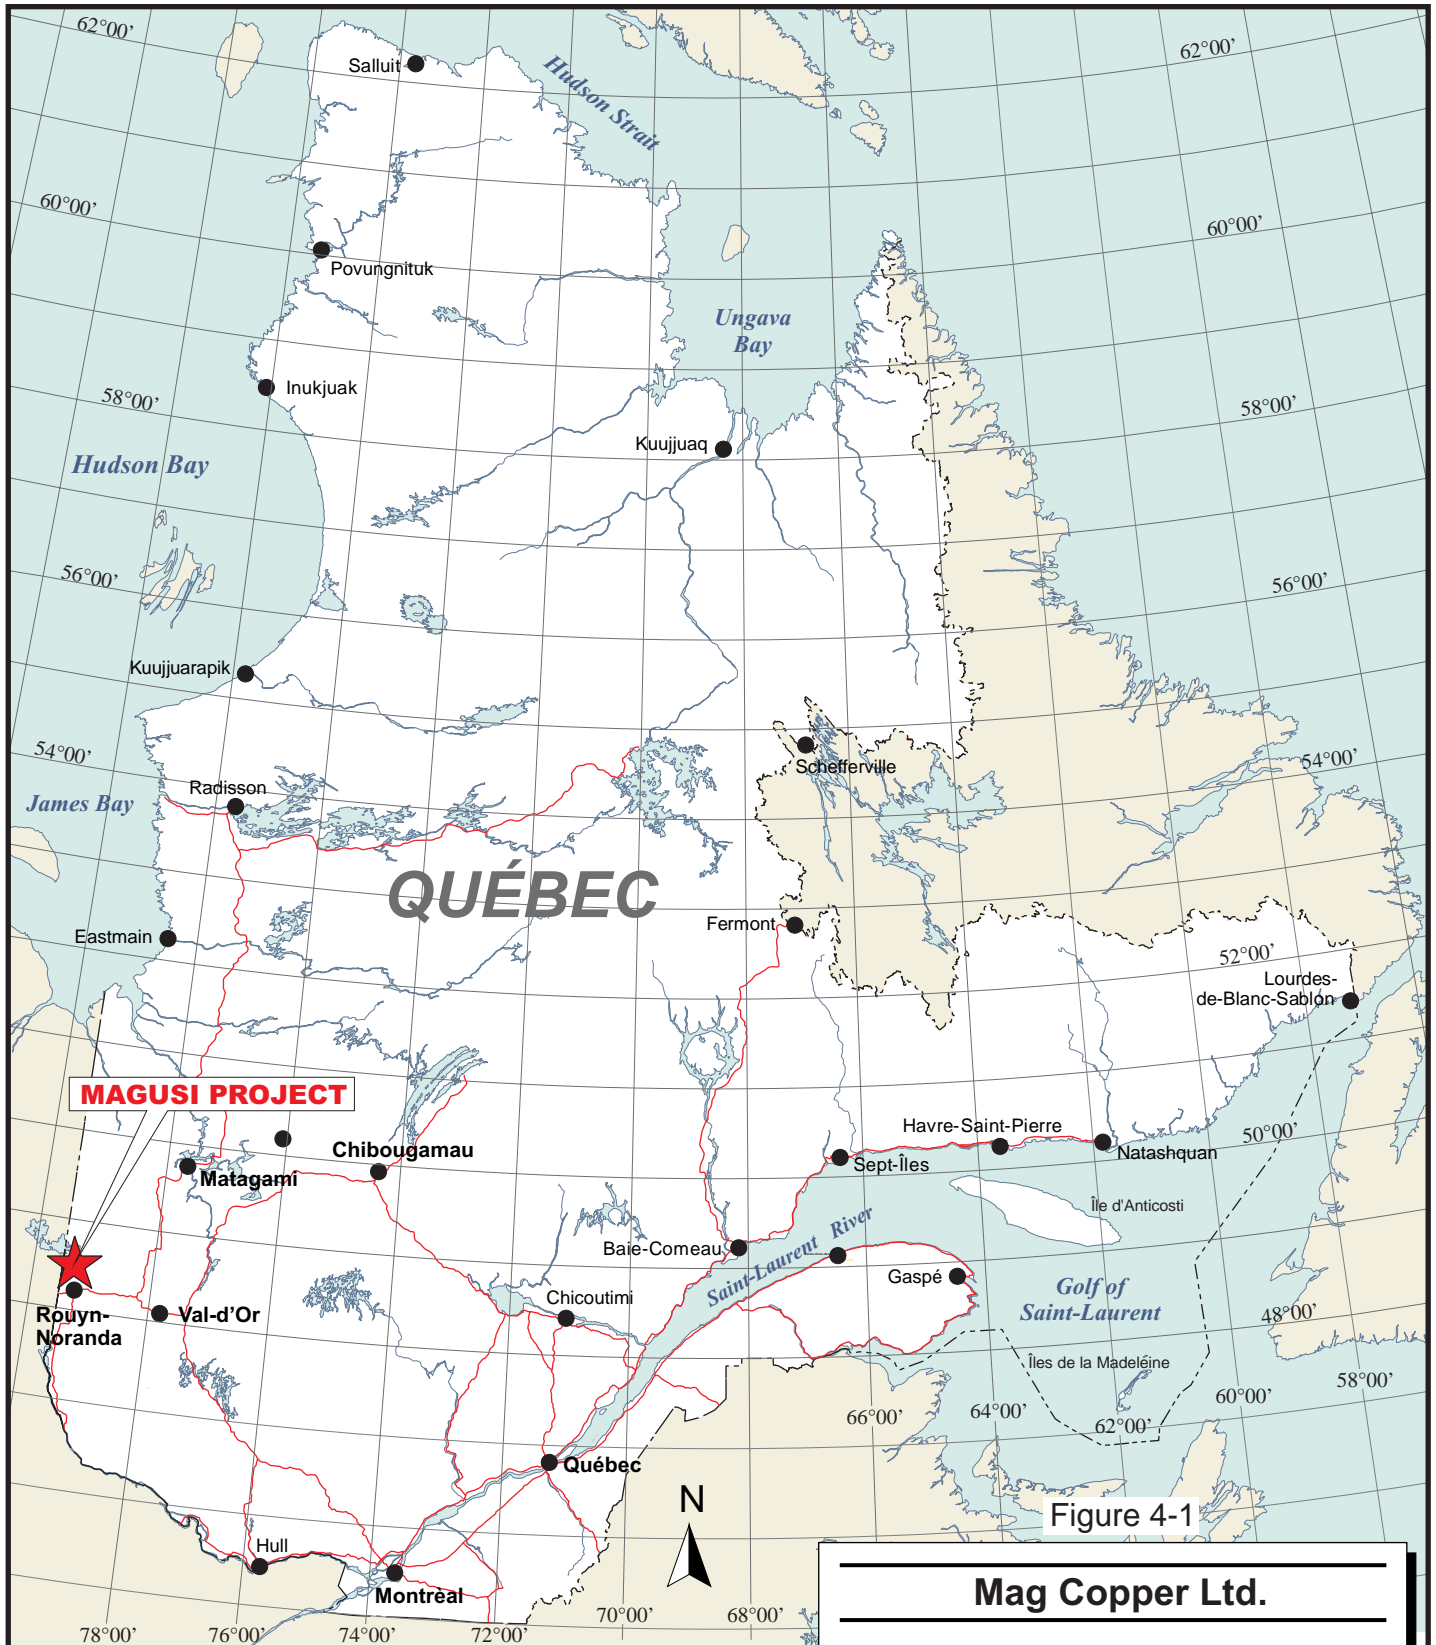 62°00'
62°00'
Salluit
Hudson Strait
60°00'
60°00'
Povungnituk
Ungava
Bay
Inukjuak
58°00'
58°00'
Kuujjuaq
Hudson Bay
56°00'
56°00'
Kuujjuarapik
54°00'
54°00'
Schefferville
Radisson
James Bay
QUÉBEC
Fermont
Eastmain
52°00'
Lourdes-
de-Blanc-Sablon
MAGUSI PROJECT
Havre-Saint-Pierre
50°00'
Chibougamau
Natashquan
Sept-Îles
Matagami
Île d'Anticosti
Saint-Laurent River
Baie-Comeau
Gaspé
Golf of
Saint-Laurent
Chicoutimi
Rouyn-
Noranda
Val-d'Or
48°00'
Îles de la Madeleine
58°00'
60°00'
66°00'
64°00'
62°00'
Québec
N
Figure 4-1
Hull
Montrèal
Mag Copper Ltd.
78°00'
76°00'
74°00'
72°00'
70°00'
68°00'